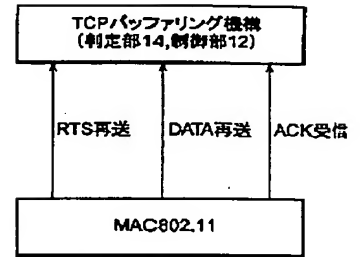 TCPバッファリング機構
(判定部14,制御部12)
RTS再送
DATA再送
ACK受信
MAC802.11